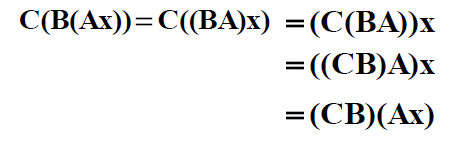 C(B(Ax))=C((BA)x) =(C(BA))x
=((CB)A)x
=(CB)(Ax)